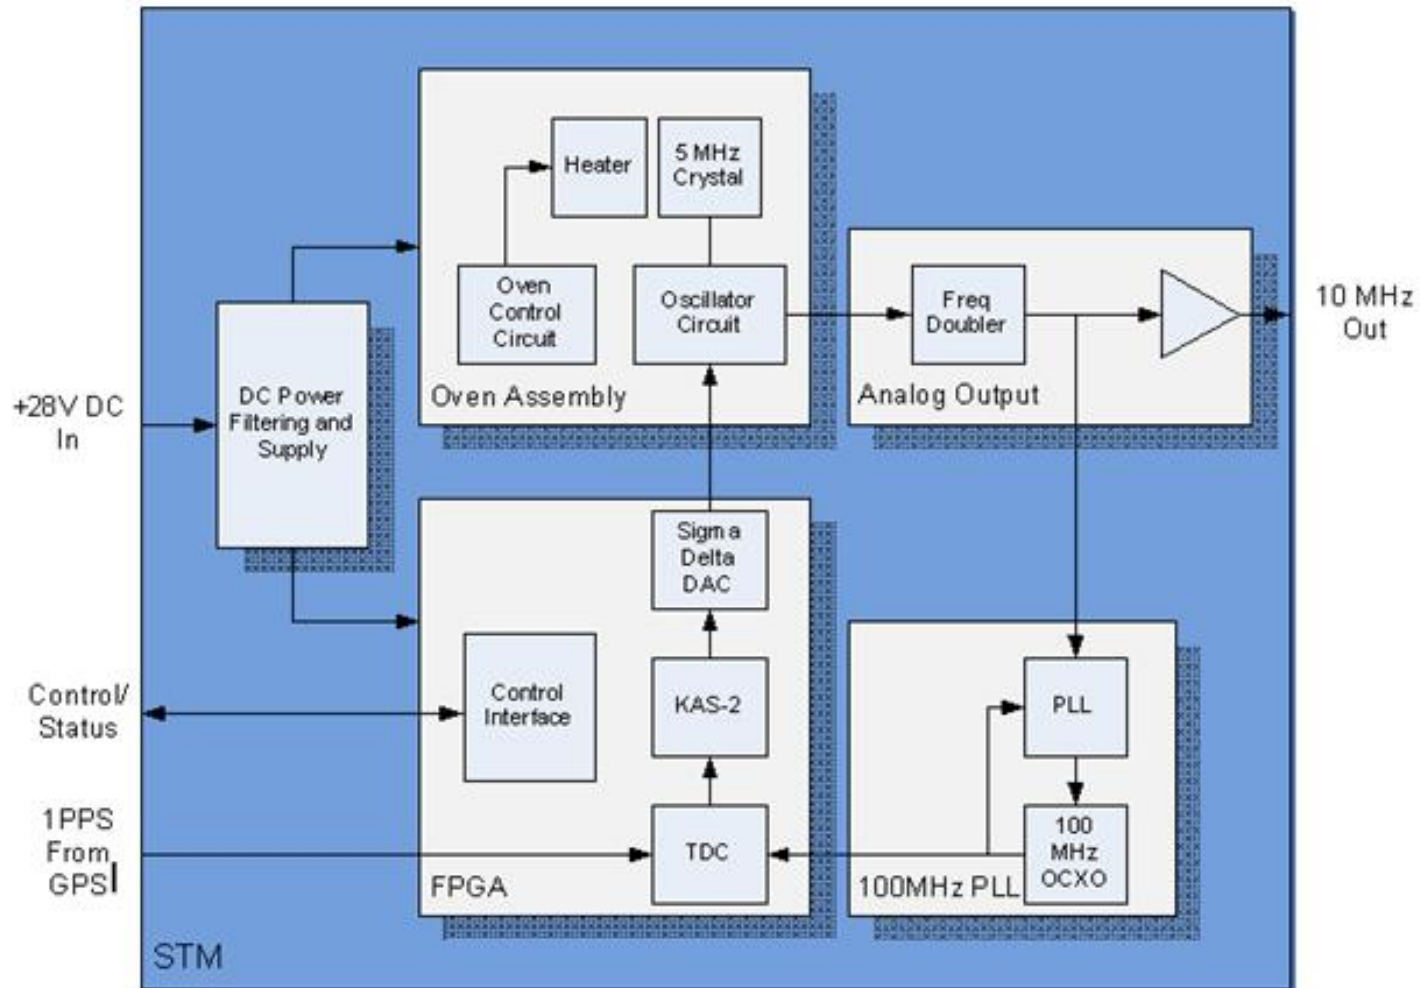 Heater
5 MHz
Crystal
Oven
Control
Circuit
Oscillator
Circuit
Oven Assembly
Freq
Doubler
Analog Output
10 MHz
Out
+28V DC
In
DC Power
Filtering and
Supply
Sigma
Delta
DAC
Control
Interface
KAS-2
TDC
FPGA
Control/
Status
1PPS
From
GPS
PLL
100
MHz
OCXO
100MHz PLL
STM